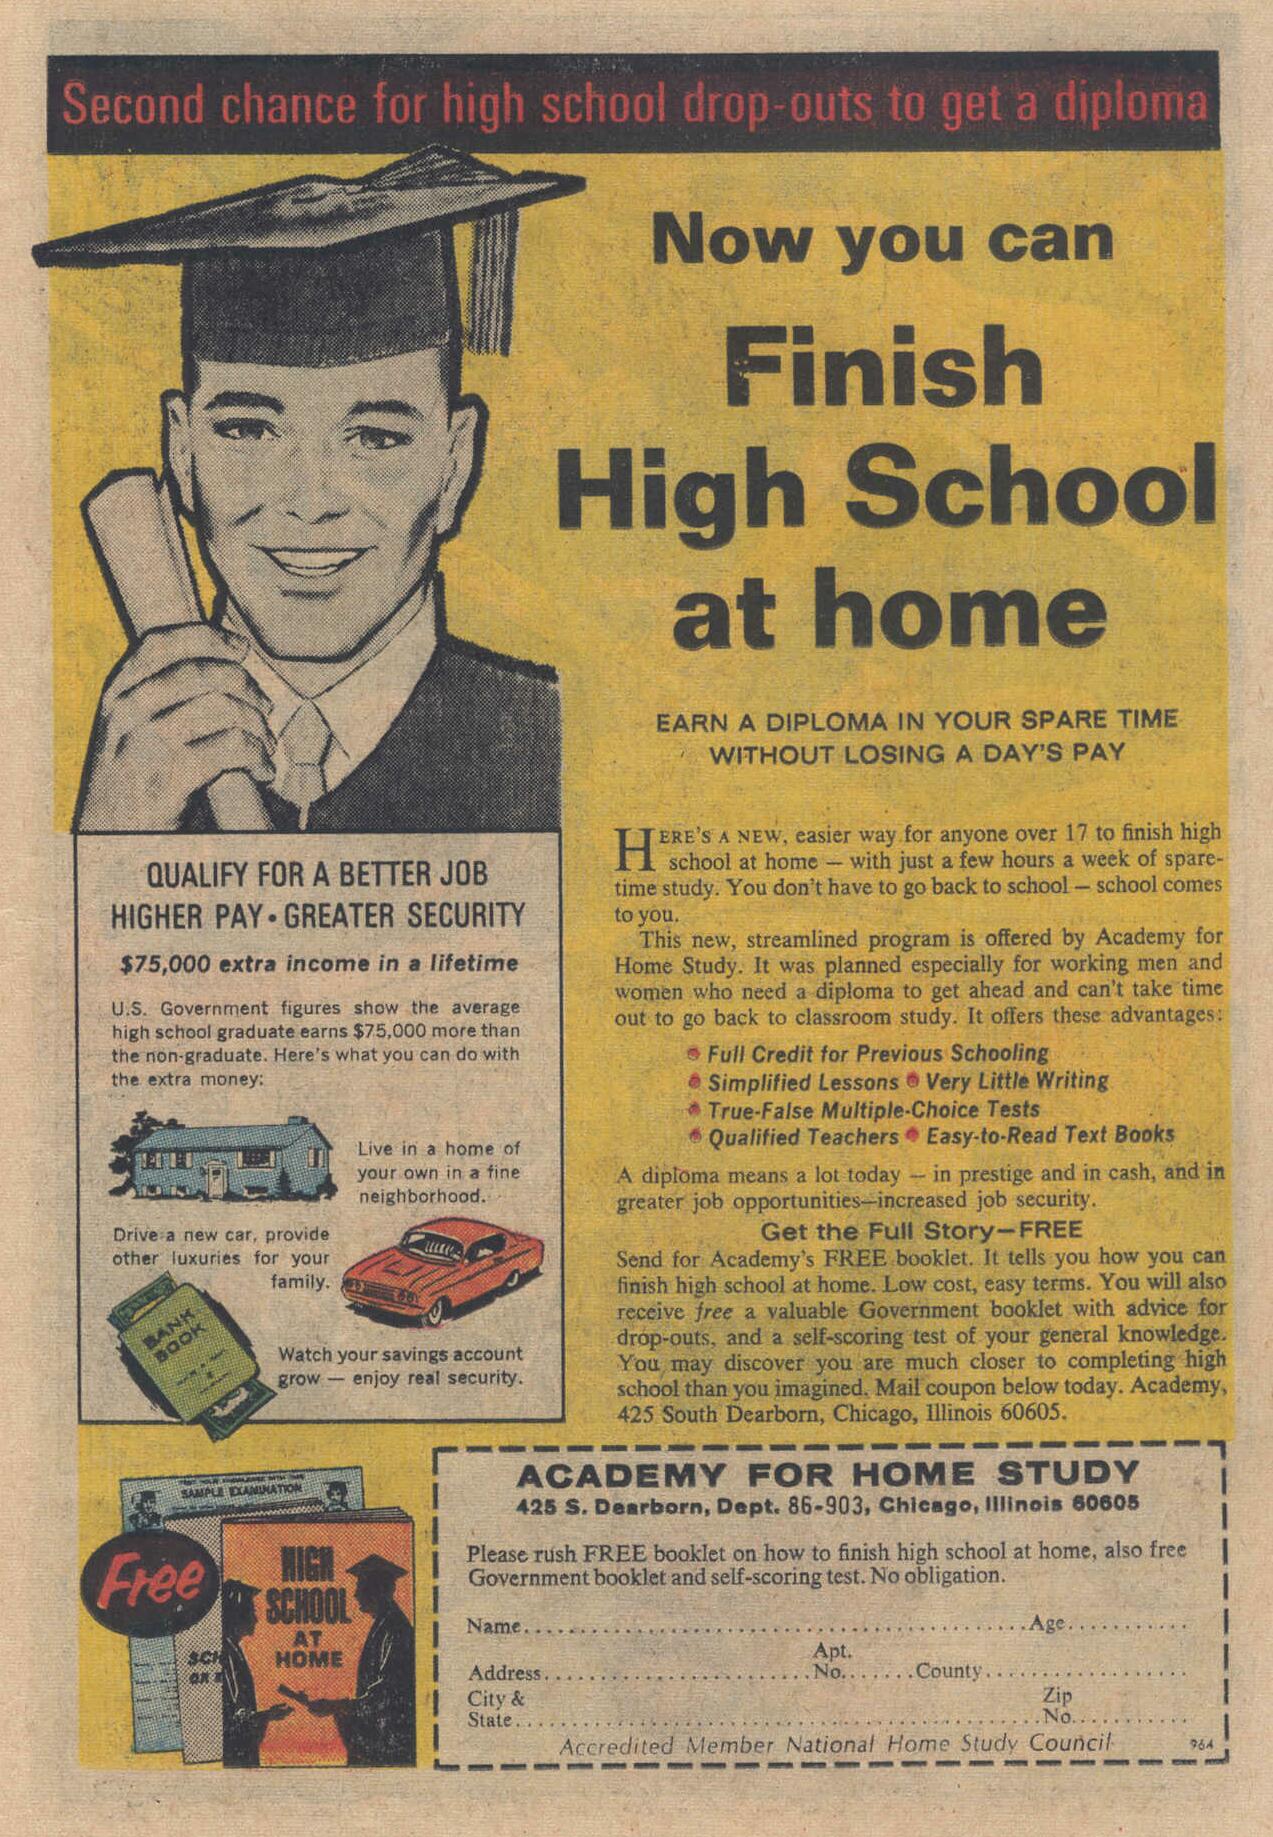 Second chance for high school drop-outs to get a diploma
Now you can
Finish
High School
at home
EARN A DIPLOMA IN YOUR SPARE TIME
WITHOUT LOSING A DAY'S PAY
HERE'S A NEW, easier way for anyone over 17 to finish high
school at home — with just a few hours a week of spare-
time study. You don't have to go back to school — school comes
to you.
This new, streamlined program is offered by Academy for
Home Study. It was planned especially for working men and
women who need a diploma to get ahead and can't take time
out to go back to classroom study. It offers these advantages:
• Full Credit for Previous Schooling
• Simplified Lessons • Very Little Writing
• True-False Multiple-Choice Tests
• Qualified Teachers • Easy-to-Read Text Books
A diploma means a lot today — in prestige and in cash, and in
greater job opportunities—increased job security.
Get the Full Story—FREE
Send for Academy's FREE booklet. It tells you how you can
finish high school at home. Low cost, easy terms. You will also
receive free a valuable Government booklet with advice for
drop-outs, and a self-scoring test of your general knowledge.
You may discover you are much closer to completing high
school than you imagined. Mail coupon below today. Academy,
425 South Dearborn, Chicago, Illinois 60605.
QUALIFY FOR A BETTER JOB
HIGHER PAY • GREATER SECURITY
$75,000 extra income in a lifetime
U.S. Government figures show the average
high school graduate earns $75,000 more than
the non-graduate. Here's what you can do with
the extra money:
Live in a home of
your own in a fine
neighborhood.
Drive a new car, provide
other luxuries for your
family.
BANK
BOOK
Watch your savings account
grow — enjoy real security.
SAMPLE EXAMINATION
Free
HIGH
SCHOOL
AT
HOME
ACADEMY FOR HOME STUDY
425 S. Dearborn, Dept. 86-903, Chicago, Illinois 60605
Please rush FREE booklet on how to finish high school at home, also free
Government booklet and self-scoring test. No obligation.
Name.................................................Age............
Apt.
Address...........................No.......County....................
City &
Zip
State....................................................No............
Accredited Member National Home Study Council 964